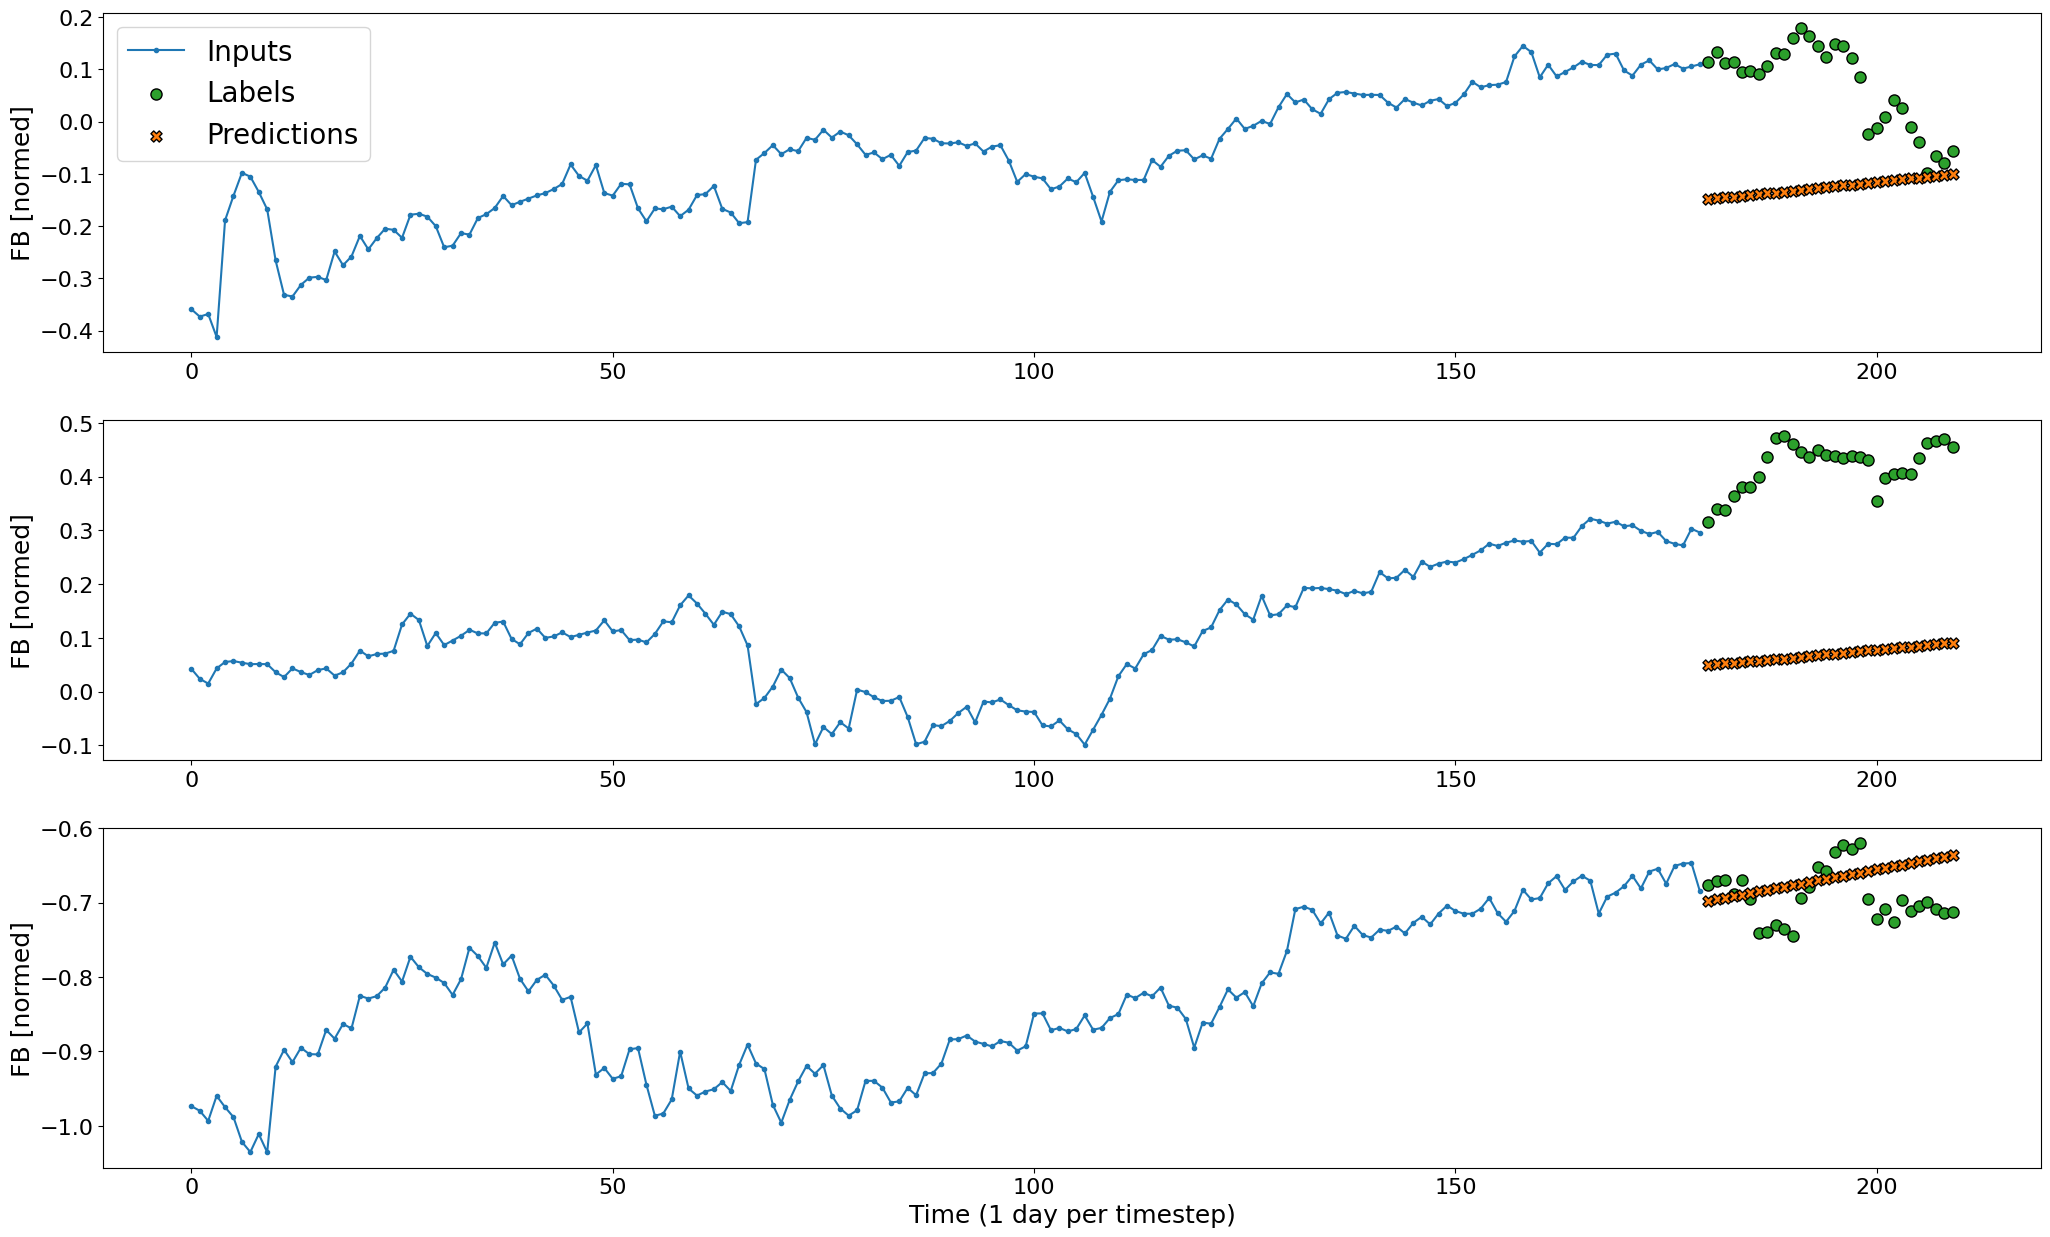 0.2
0.1
0.0
−0.1
−0.2
−0.3
−0.4
FB [normed]
Inputs
Labels
Predictions
0 50 100 150 200
0.5
0.4
0.3
0.2
0.1
0.0
−0.1
FB [normed]
0 50 100 150 200
−0.6
−0.7
−0.8
−0.9
−1.0
FB [normed]
0 50 100 150 200
Time (1 day per timestep)